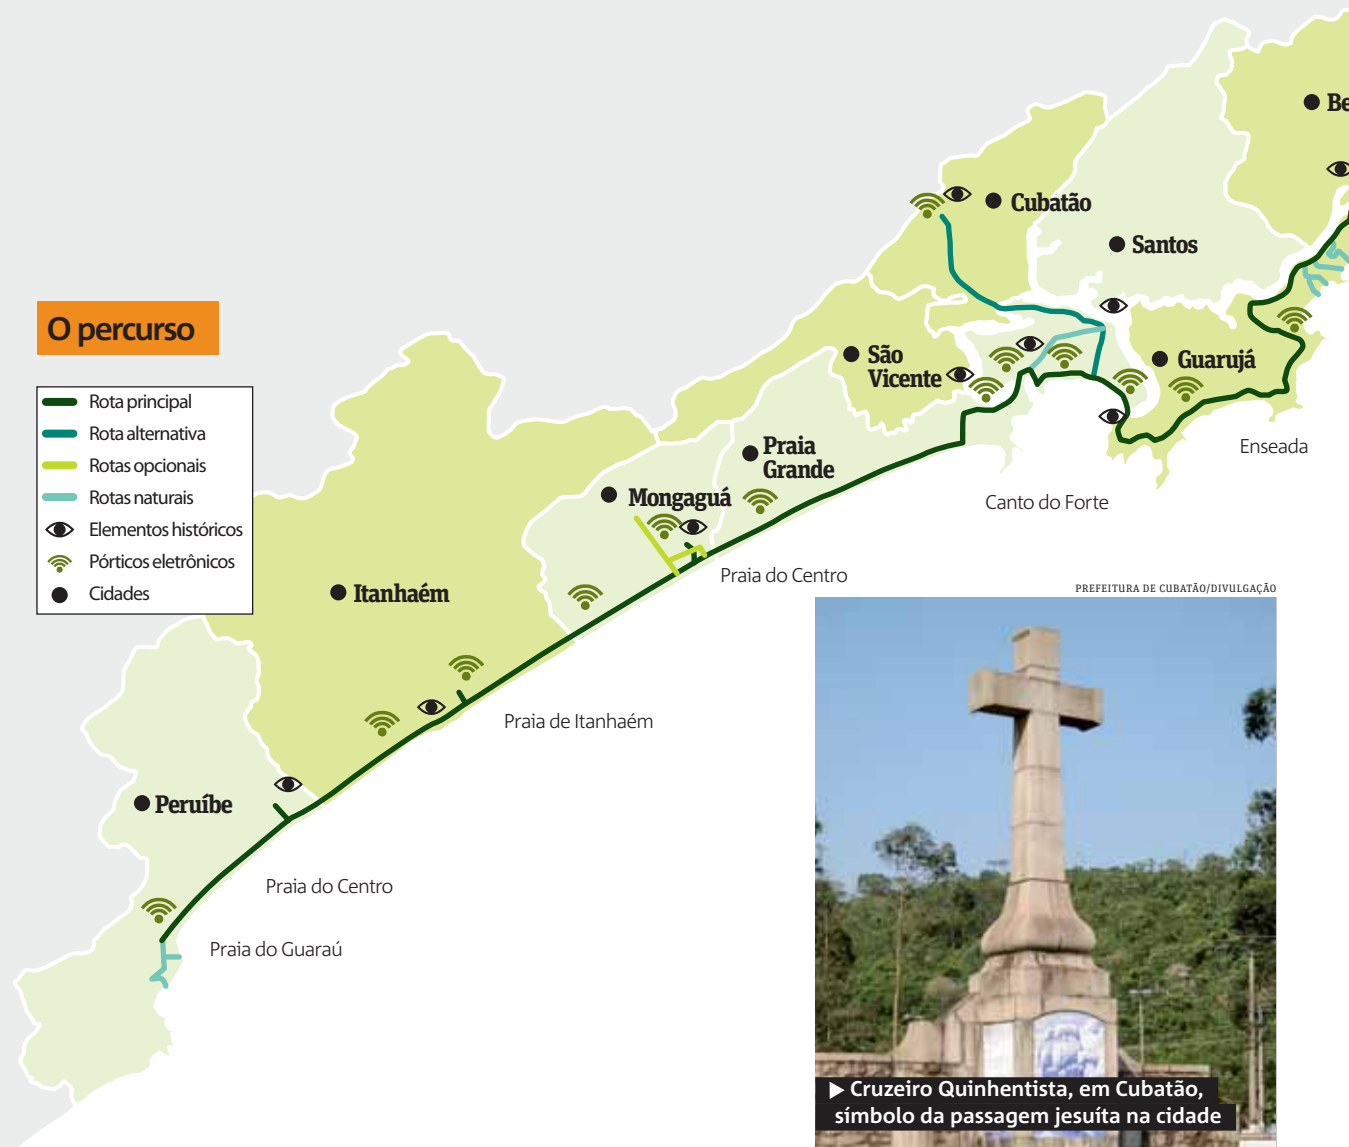 Be
Cubatão
Santos
O percurso
Rota principal
Rota alternativa
Rotas opcionais
Rotas naturais
Elementos históricos
Pórticos eletrônicos
Cidades
São
Vicente
Guarujá
Enseada
Praia
Grande
Mongaguá
Canto do Forte
Praia do Centro
Itanhaém
Praia de Itanhaém
Peruíbe
Praia do Centro
Praia do Guaraú
PREFEITURA DE CUBATÃO/DIVULGAÇÃO
Cruzeiro Quinhentista, em Cubatão,
símbolo da passagem jesuíta na cidade